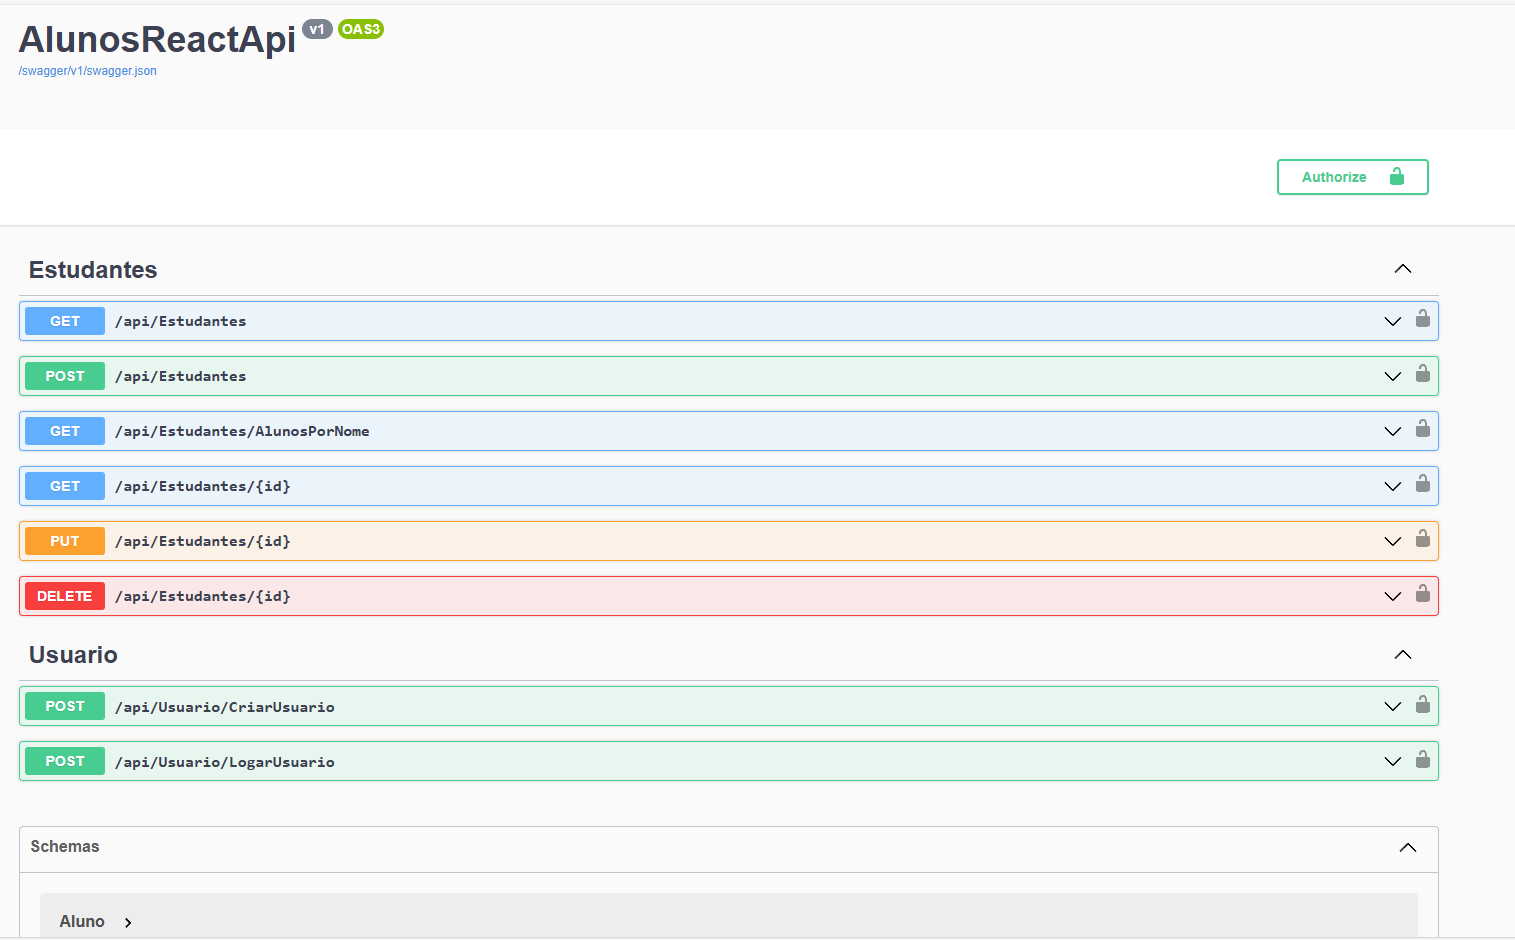 AlunosReactApi v1 OAS3
/swagger/v1/swagger.json
Authorize
Estudantes
GET /api/Estudantes
POST /api/Estudantes
GET /api/Estudantes/AlunosPorNome
GET /api/Estudantes/{id}
PUT /api/Estudantes/{id}
DELETE /api/Estudantes/{id}
Usuario
POST /api/Usuario/CriarUsuario
POST /api/Usuario/LogarUsuario
Schemas
Aluno